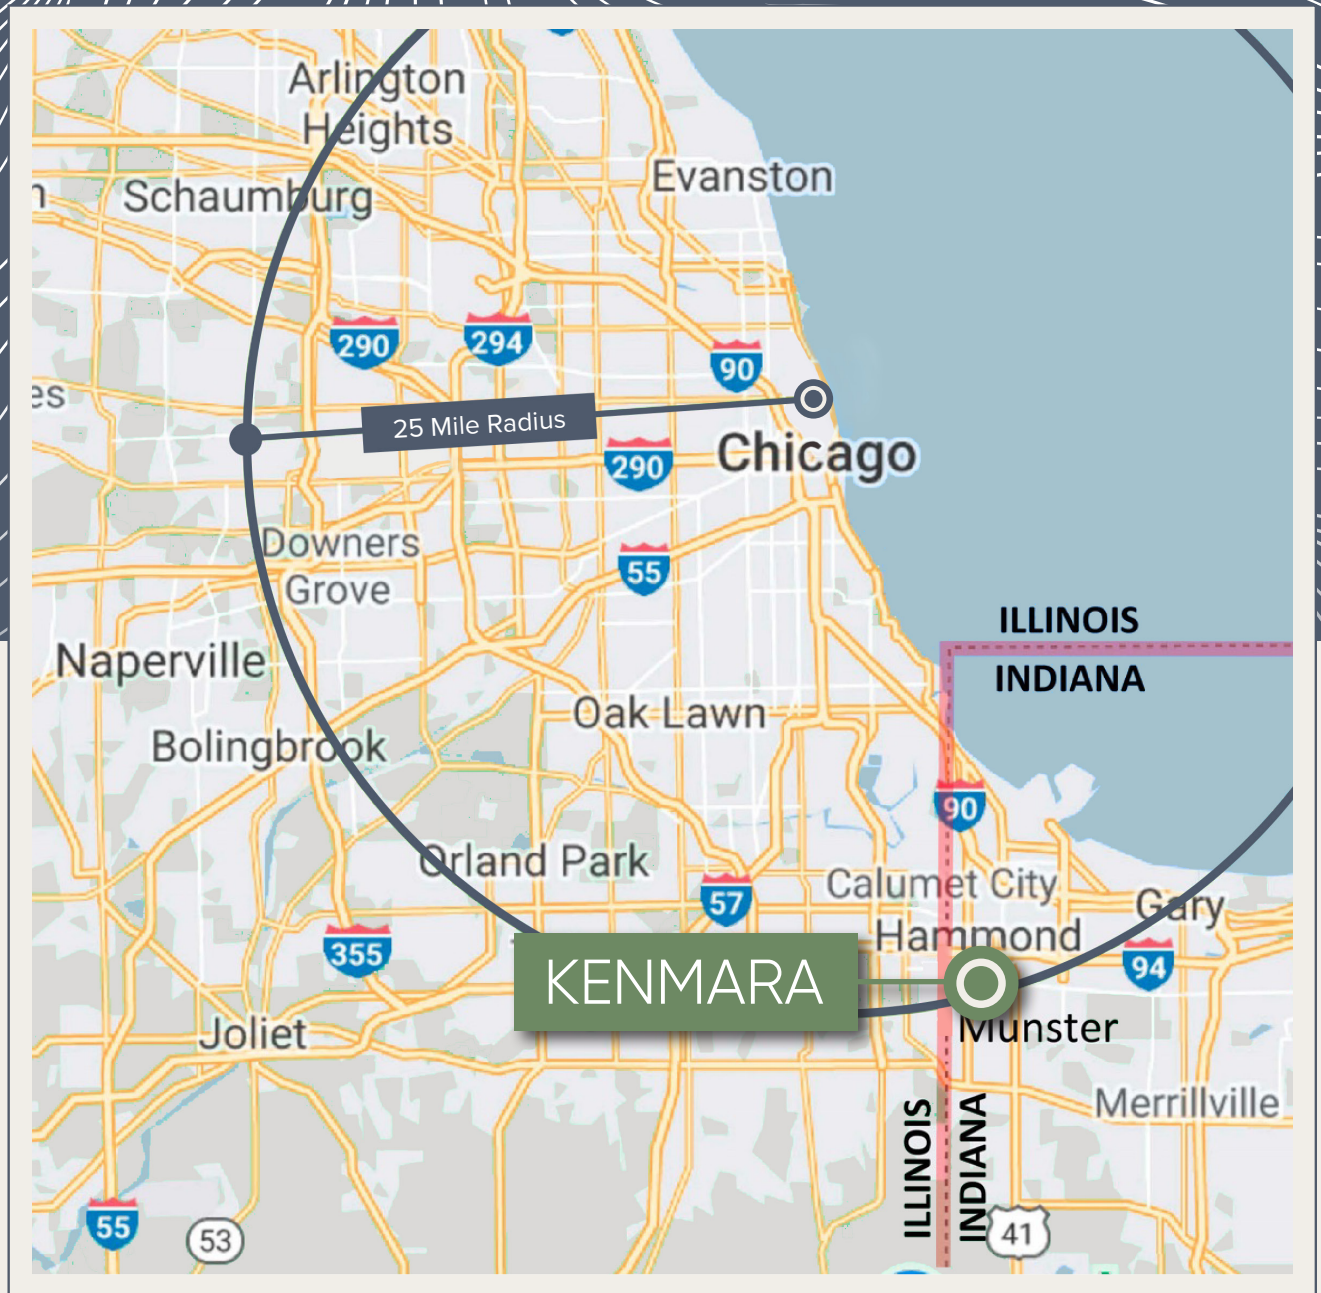 Arlington
Heights
Evanston
Schaumburg
290
294
90
es
25 Mile Radius
Chicago
290
Downers
Grove
55
ILLINOIS
INDIANA
Naperville
Oak Lawn
Bolingbrook
90
Orland Park
Calumet City
57
Gary
Hammond
355
94
KENMARA
Munster
Joliet
Merrillville
ILLINOIS
INDIANA
55
53
41